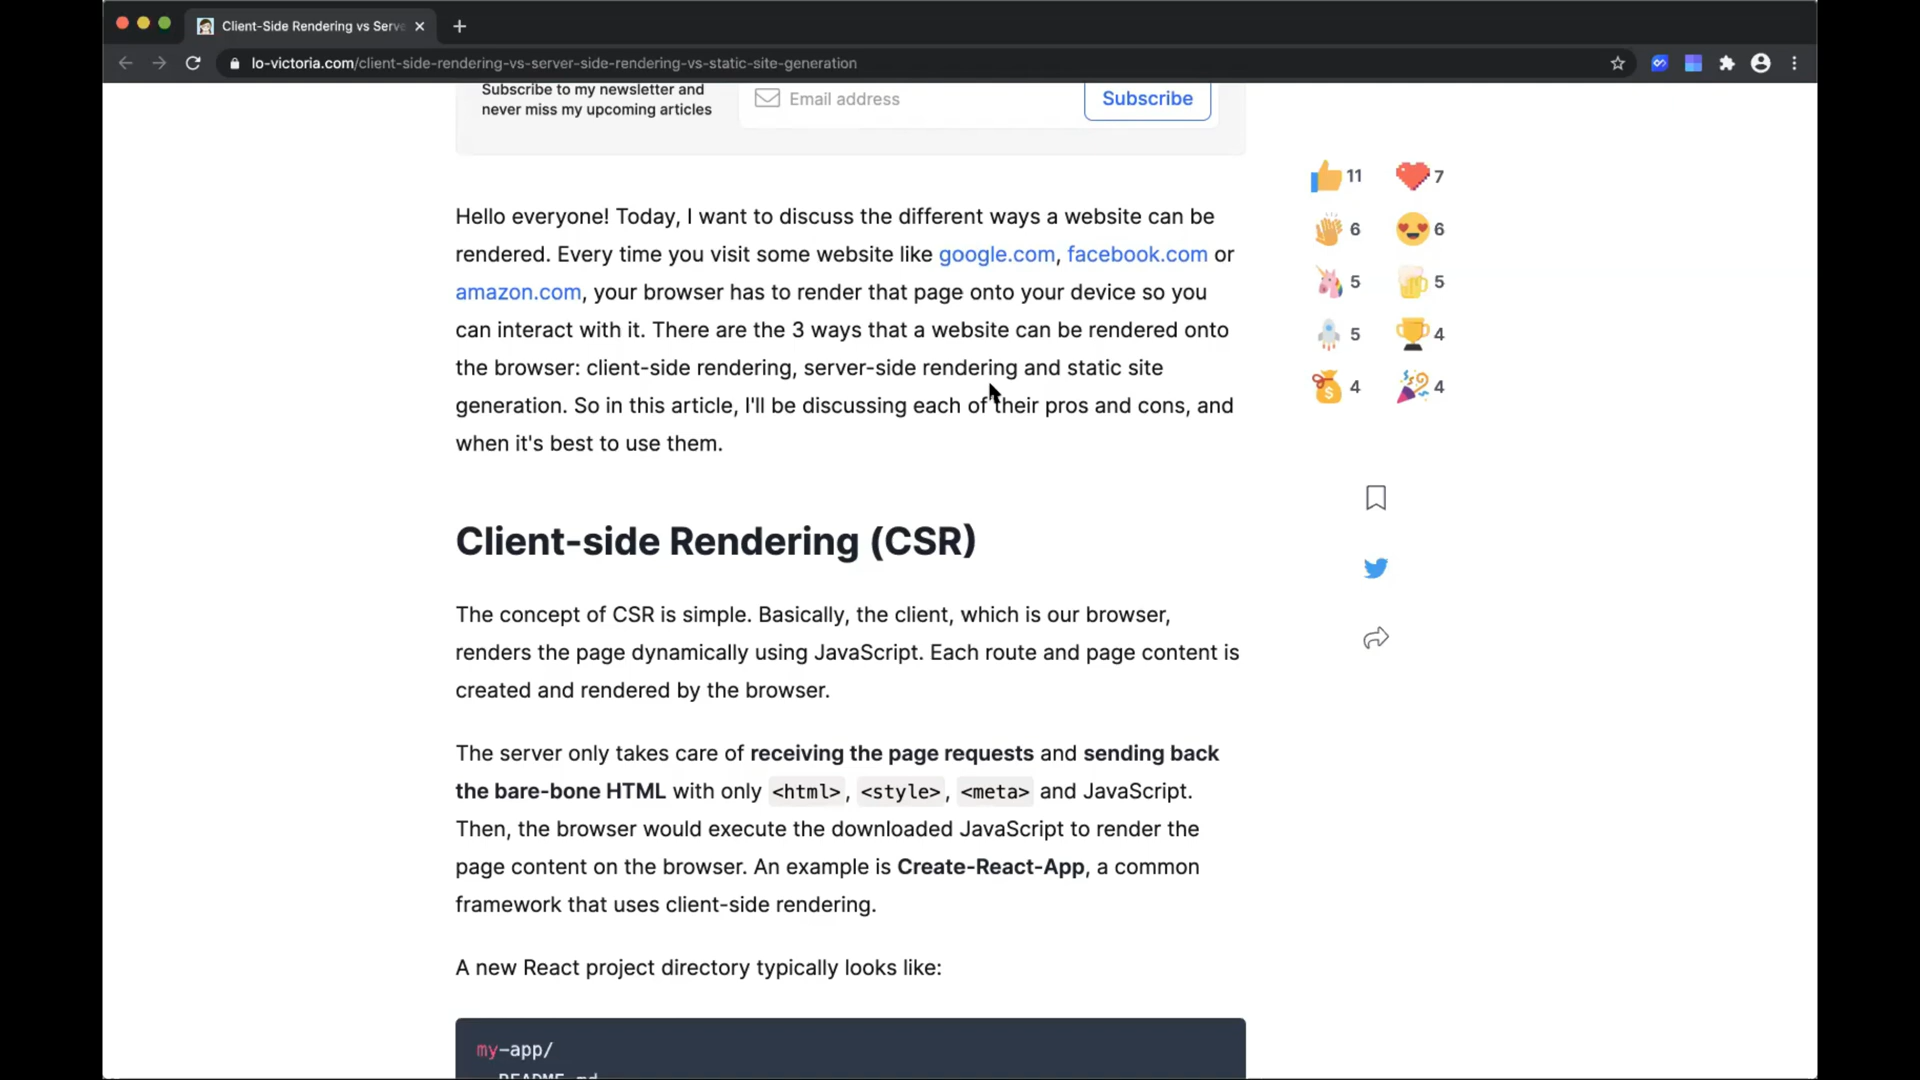 Client-Side Rendering vs Serv
lo-victoria.com/client-side-rendering-vs-server-side-rendering-vs-static-site-generation
Subscribe to my newsletter and
never miss my upcoming articles
Email address
Subscribe
11
7
6
6
5
5
5
4
4
4
Hello everyone! Today, I want to discuss the different ways a website can be
rendered. Every time you visit some website like google.com, facebook.com or
amazon.com, your browser has to render that page onto your device so you
can interact with it. There are the 3 ways that a website can be rendered onto
the browser: client-side rendering, server-side rendering and static site
generation. So in this article, I'll be discussing each of their pros and cons, and
when it's best to use them.
Client-side Rendering (CSR)
The concept of CSR is simple. Basically, the client, which is our browser,
renders the page dynamically using JavaScript. Each route and page content is
created and rendered by the browser.
The server only takes care of receiving the page requests and sending back
the bare-bone HTML with only <html>, <style>, <meta> and JavaScript.
Then, the browser would execute the downloaded JavaScript to render the
page content on the browser. An example is Create-React-App, a common
framework that uses client-side rendering.
A new React project directory typically looks like:
my-app/
README.md